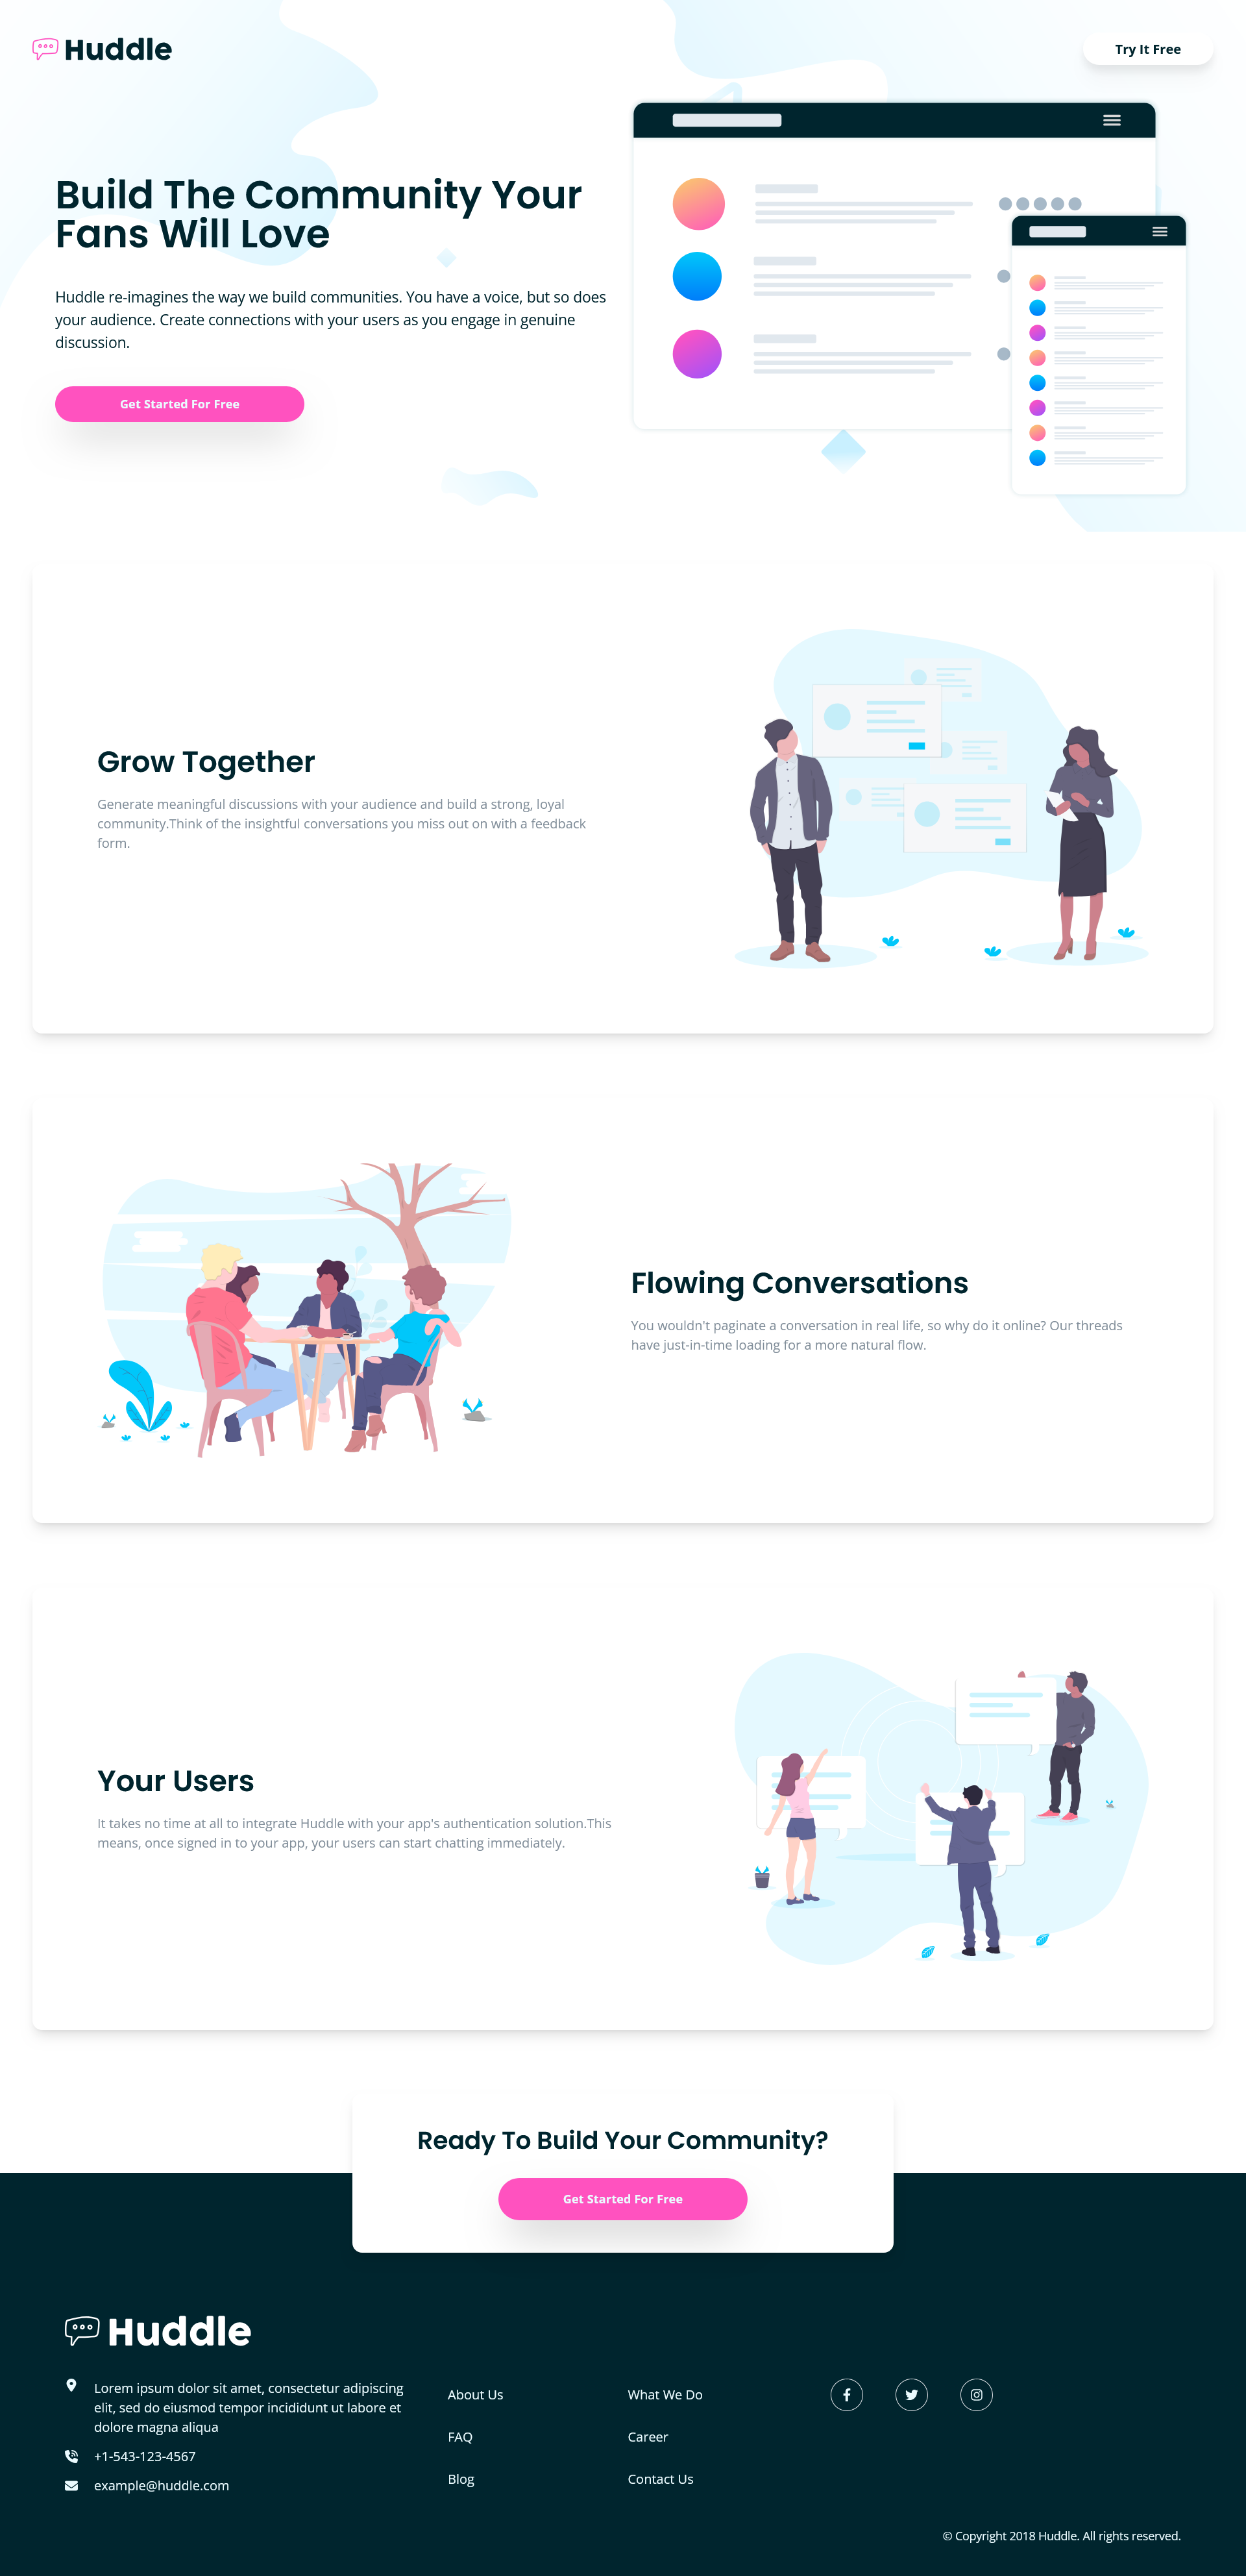 Huddle
Try It Free
Build The Community Your
Fans Will Love
Huddle re-imagines the way we build communities. You have a voice, but so does
your audience. Create connections with your users as you engage in genuine
discussion.
Get Started For Free
Grow Together
Generate meaningful discussions with your audience and build a strong, loyal
community.Think of the insightful conversations you miss out on with a feedback
form.
Flowing Conversations
You wouldn't paginate a conversation in real life, so why do it online? Our threads
have just-in-time loading for a more natural flow.
Your Users
It takes no time at all to integrate Huddle with your app's authentication solution.This
means, once signed in to your app, your users can start chatting immediately.
Ready To Build Your Community?
Get Started For Free
Huddle
Lorem ipsum dolor sit amet, consectetur adipiscing
elit, sed do eiusmod tempor incididunt ut labore et
dolore magna aliqua
+1-543-123-4567
example@huddle.com
About Us
FAQ
Blog
What We Do
Career
Contact Us
© Copyright 2018 Huddle. All rights reserved.